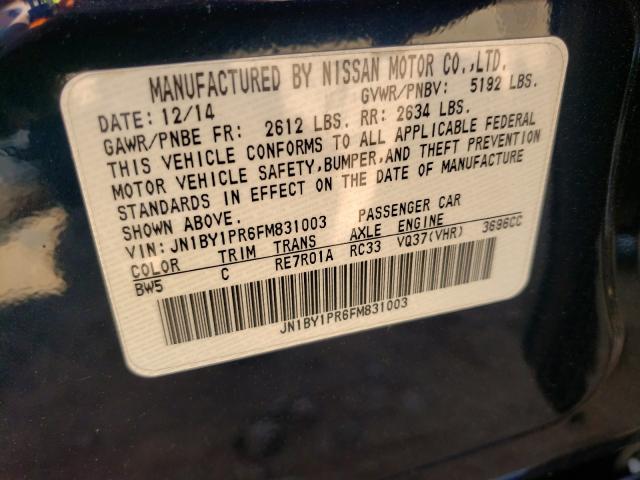 MANUFACTURED BY NISSAN MOTOR CO.,LTD.
DATE: 12/14 GVWR/PNBV: 5192 LBS.
GAWR/PNBE FR: 2612 LBS. RR: 2634 LBS.
THIS VEHICLE CONFORMS TO ALL APPLICABLE FEDERAL
MOTOR VEHICLE SAFETY,BUMPER,AND THEFT PREVENTION
STANDARDS IN EFFECT ON THE DATE OF MANUFACTURE
SHOWN ABOVE.
VIN: JN1BY1PR6FM831003 PASSENGER CAR
COLOR TRIM TRANS AXLE ENGINE
BW5 C RE7R01A RC33 VQ37(VHR) 3696CC
JN1BY1PR6FM831003